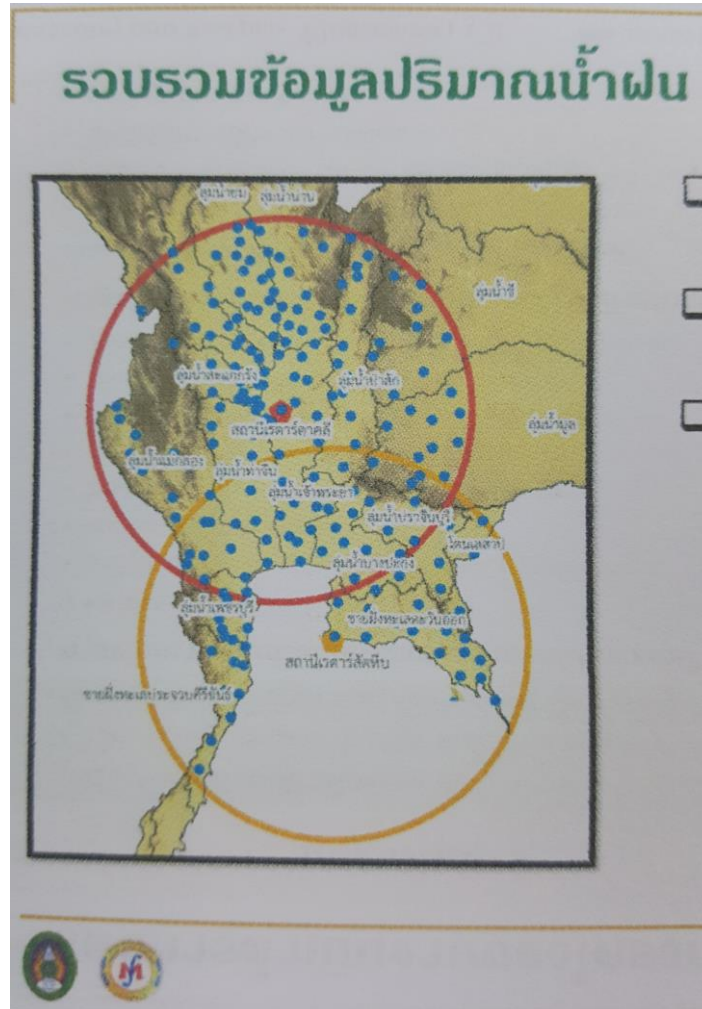 รวบรวมข้อมูลปริมาณน้ำฝน
ลุ่มน้ำยม
ลุ่มน้ำน่าน
ลุ่มน้ำชี
ลุ่มน้ำสะแกกรัง
ลุ่มน้ำป่าสัก
สถานีเรดาร์ตาคลี
ลุ่มน้ำมูล
ลุ่มน้ำแม่กลอง
ลุ่มน้ำท่าจีน
ลุ่มน้ำเจ้าพระยา
ลุ่มน้ำปราจีนบุรี
โตนเลสาป
ลุ่มน้ำบางปะกง
ลุ่มน้ำเพชรบุรี
ชายฝั่งทะเลตะวันออก
สถานีเรดาร์สัตหีบ
ชายฝั่งทะเลประจวบคีรีขันธ์